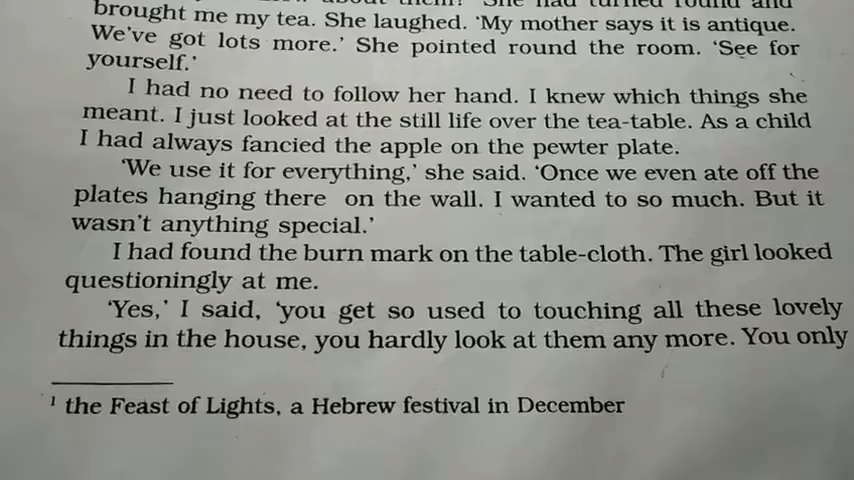 She had turned round and
brought me my tea. She laughed. 'My mother says it is antique.
We've got lots more.' She pointed round the room. 'See for
yourself.'
I had no need to follow her hand. I knew which things she
meant. I just looked at the still life over the tea-table. As a child
I had always fancied the apple on the pewter plate.
'We use it for everything,' she said. 'Once we even ate off the
plates hanging there on the wall. I wanted to so much. But it
wasn't anything special.'
I had found the burn mark on the table-cloth. The girl looked
questioningly at me.
'Yes,' I said, 'you get so used to touching all these lovely
things in the house, you hardly look at them any more. You only
1 the Feast of Lights, a Hebrew festival in December